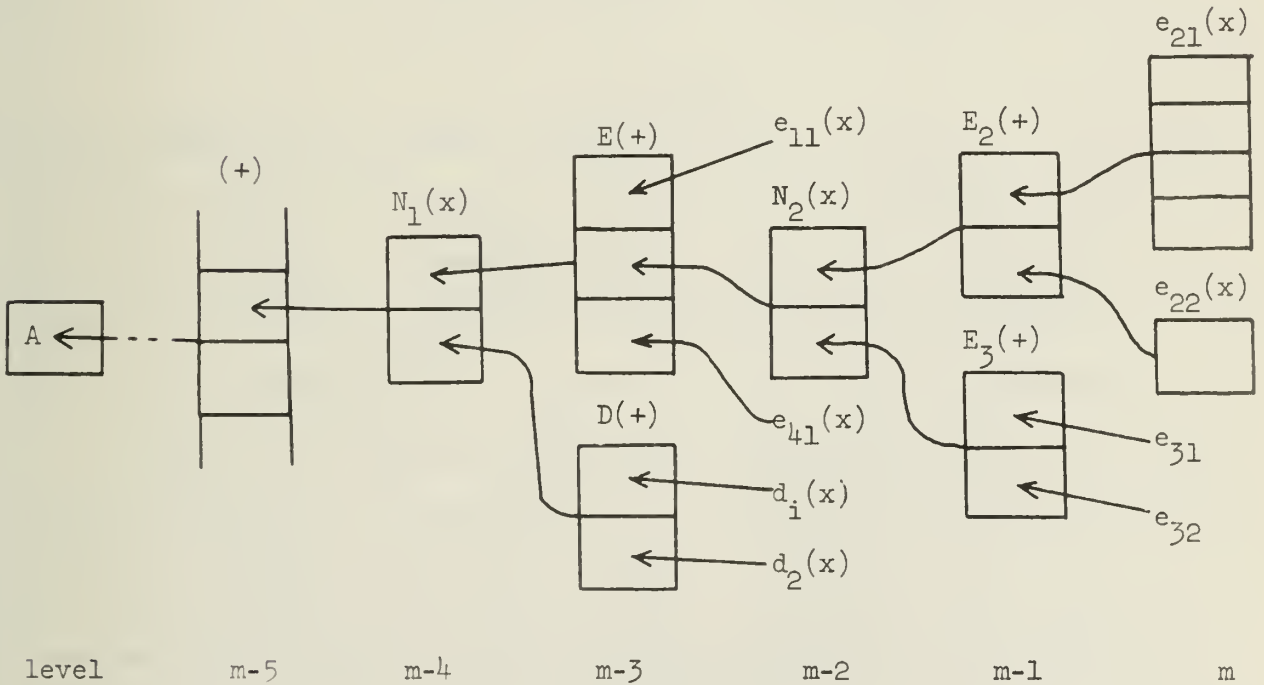 e21(x)
(+)
E(+)
e11(x)
E2(+)
N1(x)
N2(x)
e22(x)
A
E3(+)
D(+)
e41(x)
e31
di(x)
e32
d2(x)
level m-5 m-4 m-3 m-2 m-1 m